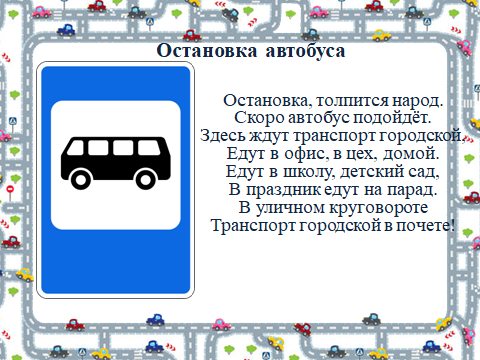 Остановка автобуса
Остановка, толпится народ.
Скоро автобус подойдёт.
Здесь ждут транспорт городской,
Едут в офис, в цех, домой.
Едут в школу, детский сад,
В праздник едут на парад.
В уличном круговороте
Транспорт городской в почете!